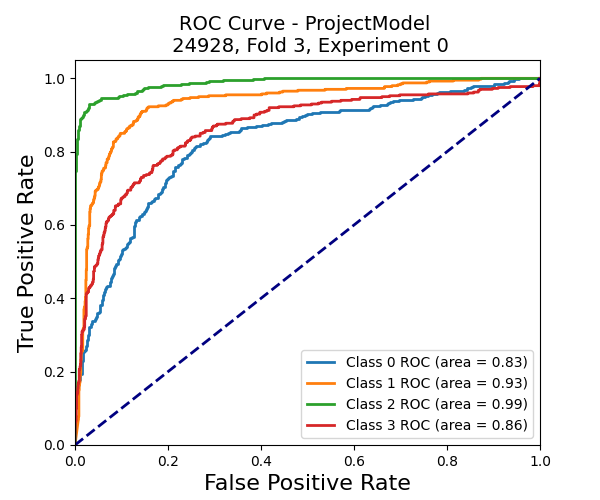 ROC Curve - ProjectModel
24928, Fold 3, Experiment 0
True Positive Rate
1.0
0.8
0.6
0.4
0.2
0.0
0.0 0.2 0.4 0.6 0.8 1.0
False Positive Rate
Class 0 ROC (area = 0.83)
Class 1 ROC (area = 0.93)
Class 2 ROC (area = 0.99)
Class 3 ROC (area = 0.86)